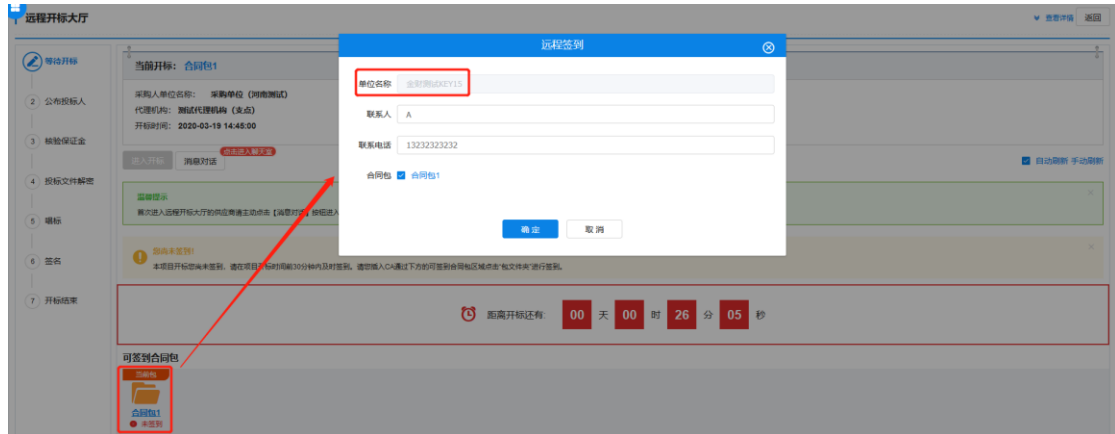 远程开标大厅
查看详情 返回
等待开标
2 公布投标人
3 核验保证金
4 投标文件解密
5 唱标
6 签名
7 开标结束
当前开标： 合同包1
采购人单位名称： 采购单位（河南测试）
代理机构： 测试代理机构（支点）
开标时间： 2020-03-19 14:45:00
进入开标 消息对话 点击进入聊天室
自动刷新 手动刷新
温馨提示
首次进入远程开标大厅的供应商请主动点击【消息对话】按钮进入
您尚未签到！
本项目开标您尚未签到，请在项目开标时间前30分钟内及时签到。请您插入CA通过下方的可签到合同包区域点击"包文件夹"进行签到。
距离开标还有: 00 天 00 时 26 分 05 秒
可签到合同包
当前包
合同包1
未签到
远程签到
单位名称 金财测试KEY15
联系人 A
联系电话 13232323232
合同包 合同包1
确定 取消